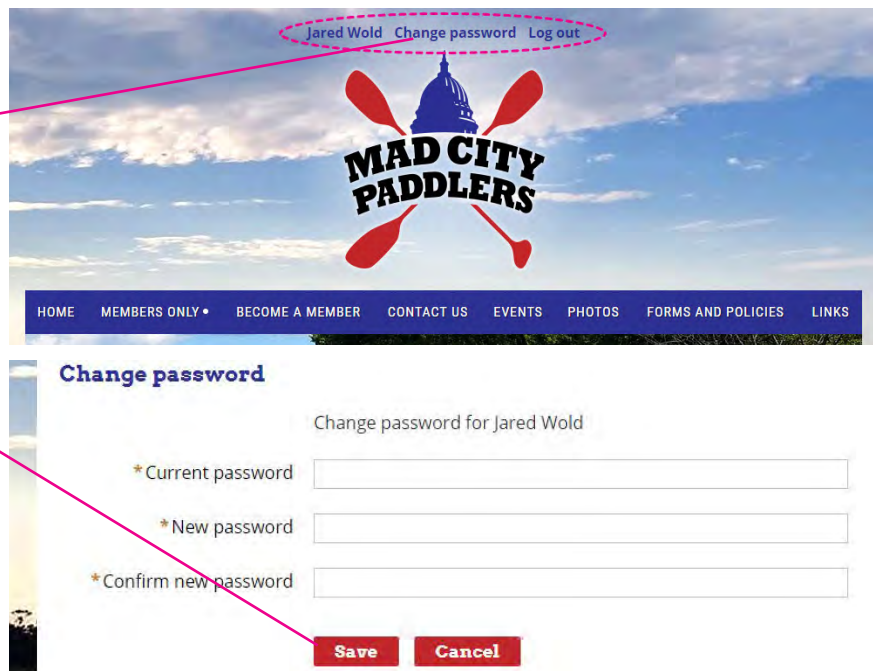 Jared Wold Change password Log out
MAD CITY
PADDLERS
HOME MEMBERS ONLY • BECOME A MEMBER CONTACT US EVENTS PHOTOS FORMS AND POLICIES LINKS
Change password
Change password for Jared Wold
*Current password
*New password
*Confirm new password
Save Cancel